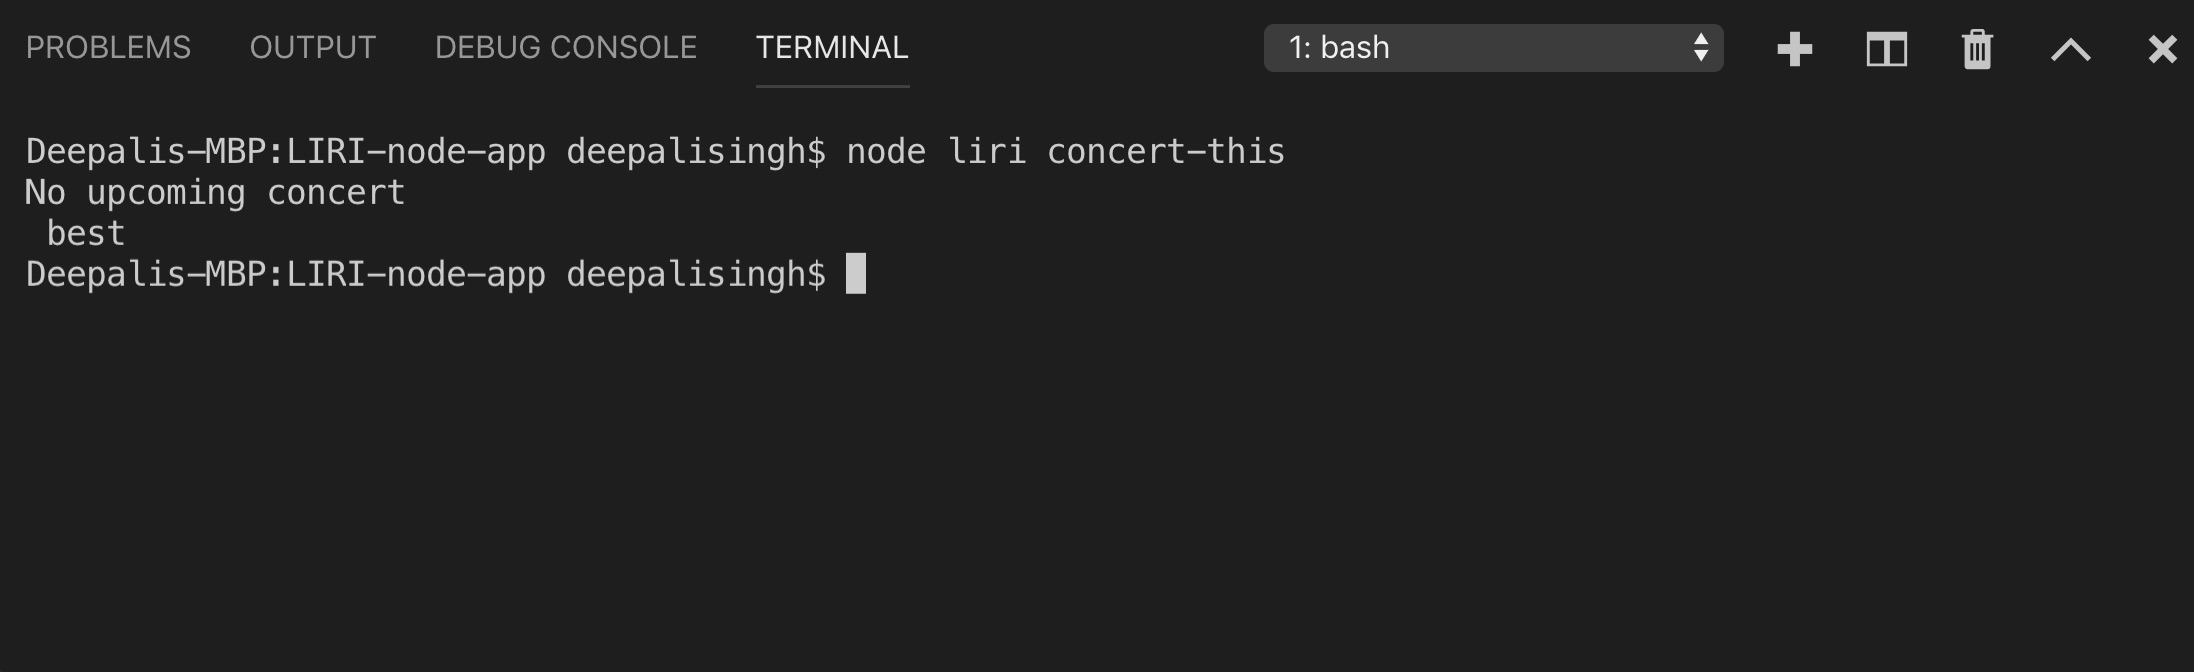 PROBLEMS OUTPUT DEBUG CONSOLE TERMINAL 1: bash
Deepalis-MBP:LIRI-node-app deepalisingh$ node liri concert-this
No upcoming concert
 best
Deepalis-MBP:LIRI-node-app deepalisingh$